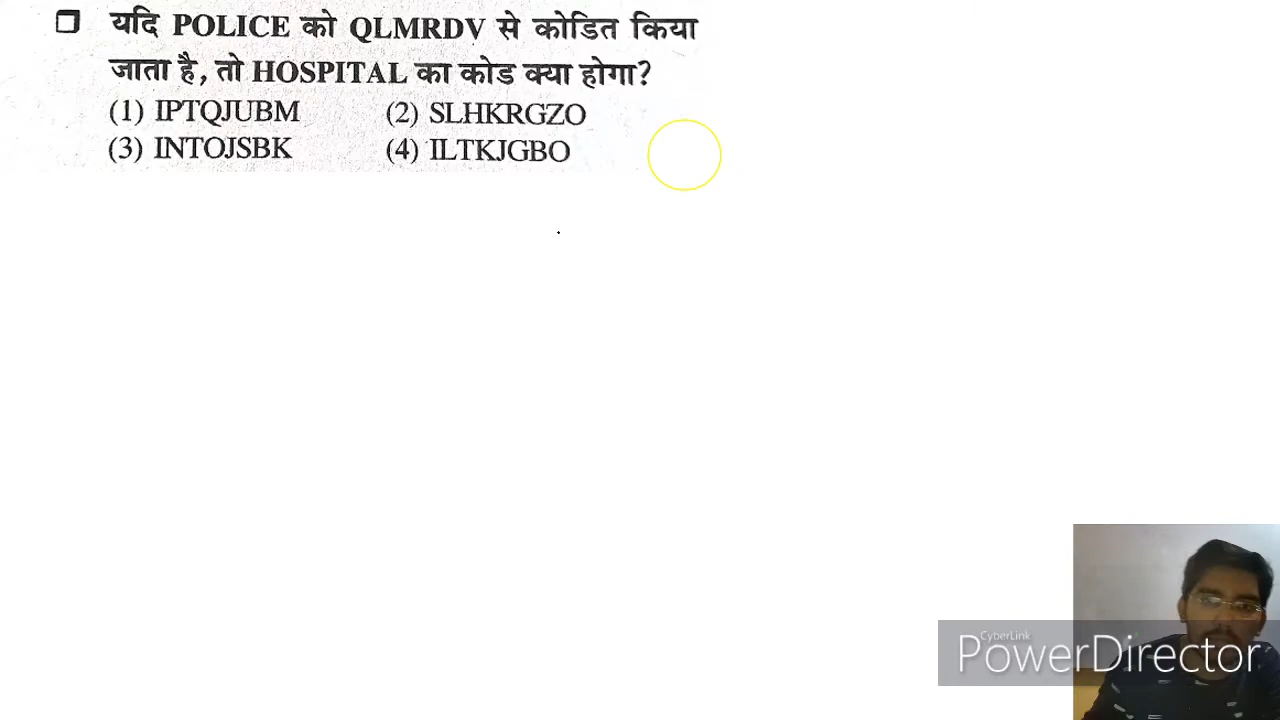 ❐ यदि POLICE को QLMRDV से कोडित किया
जाता है, तो HOSPITAL का कोड क्या होगा?
(1) IPTQJUBM (2) SLHKRGZO
(3) INTOJSBK (4) ILTKJGBO
CyberLink
PowerDirector